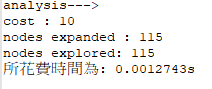 analysis--->
cost : 10
nodes expanded : 115
nodes explored: 115
所花費時間為: 0.0012743s